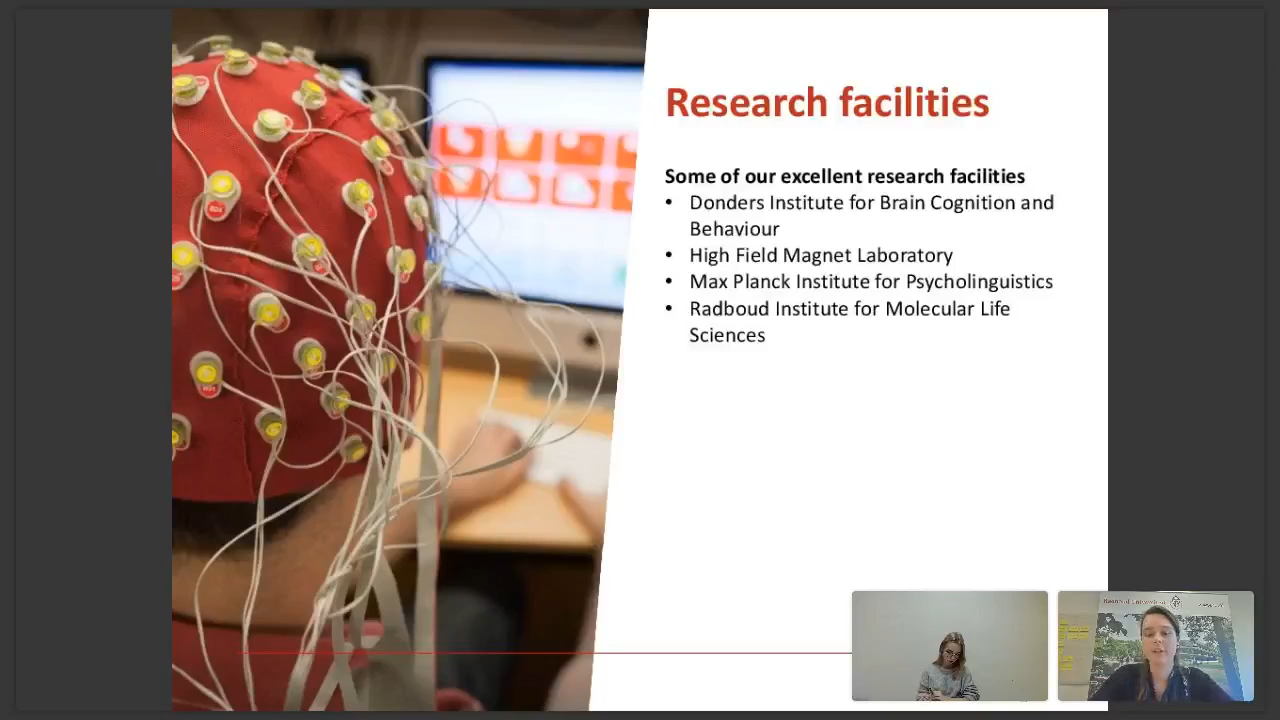 Research facilities
Some of our excellent research facilities
• Donders Institute for Brain Cognition and
Behaviour
• High Field Magnet Laboratory
• Max Planck Institute for Psycholinguistics
• Radboud Institute for Molecular Life
Sciences